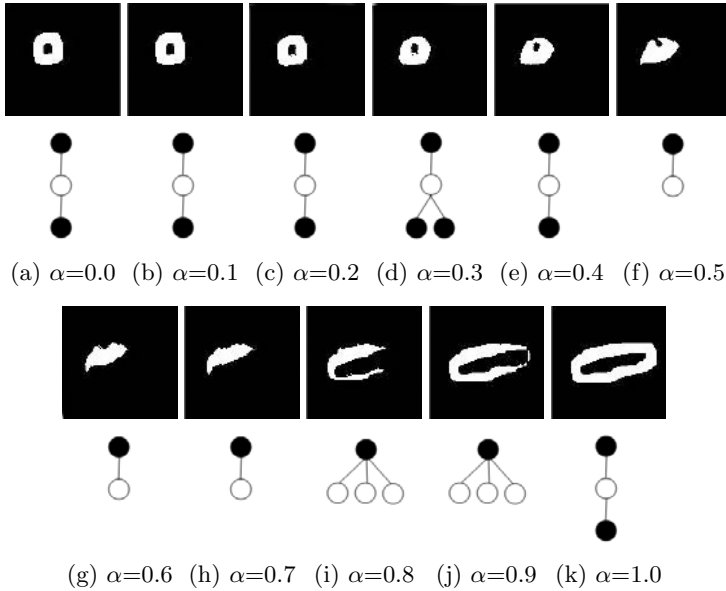 (a) α=0.0 (b) α=0.1 (c) α=0.2 (d) α=0.3 (e) α=0.4 (f) α=0.5
(g) α=0.6 (h) α=0.7 (i) α=0.8 (j) α=0.9 (k) α=1.0